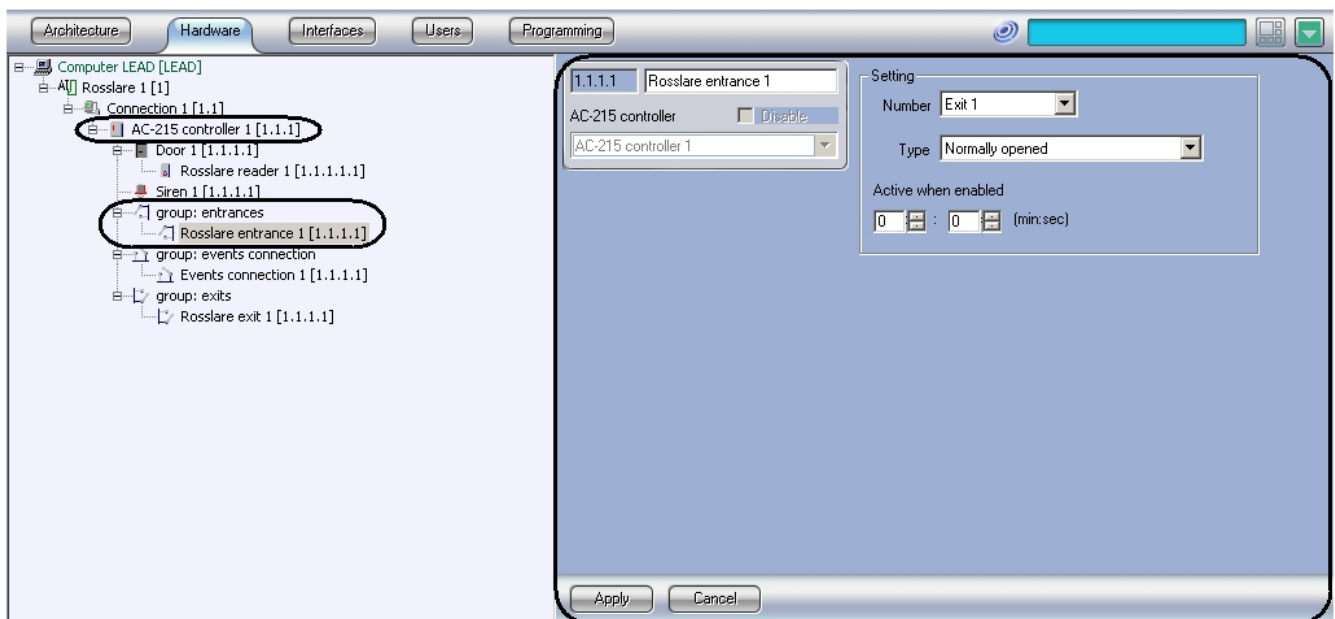 Architecture Hardware Interfaces Users Programming
Computer LEAD [LEAD]
Rosslare 1 [1]
Connection 1 [1.1]
AC-215 controller 1 [1.1.1]
Door 1 [1.1.1.1]
Rosslare reader 1 [1.1.1.1.1]
Siren 1 [1.1.1.1]
group: entrances
Rosslare entrance 1 [1.1.1.1]
group: events connection
Events connection 1 [1.1.1.1]
group: exits
Rosslare exit 1 [1.1.1.1]
1.1.1.1 Rosslare entrance 1
AC-215 controller Disable
AC-215 controller 1
Setting
Number Exit 1
Type Normally opened
Active when enabled
0 : 0 (min:sec)
Apply Cancel